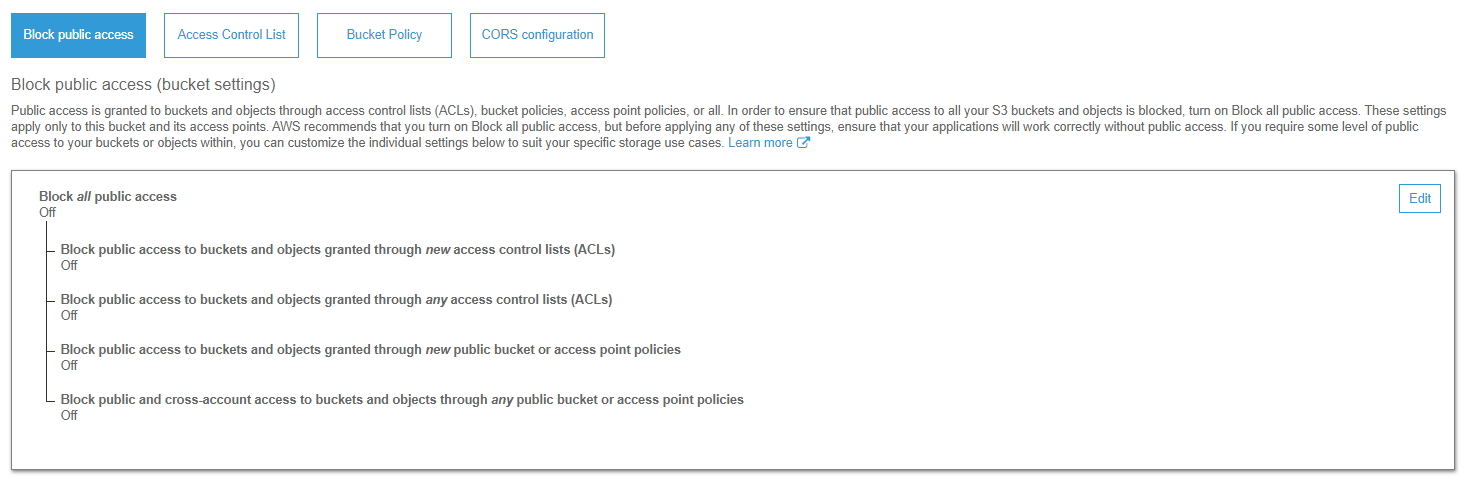 Block public access
Access Control List
Bucket Policy
CORS configuration
Block public access (bucket settings)
Public access is granted to buckets and objects through access control lists (ACLs), bucket policies, access point policies, or all. In order to ensure that public access to all your S3 buckets and objects is blocked, turn on Block all public access. These settings
apply only to this bucket and its access points. AWS recommends that you turn on Block all public access, but before applying any of these settings, ensure that your applications will work correctly without public access. If you require some level of public
access to your buckets or objects within, you can customize the individual settings below to suit your specific storage use cases. Learn more
Block all public access
Edit
Off
Block public access to buckets and objects granted through new access control lists (ACLs)
Off
Block public access to buckets and objects granted through any access control lists (ACLs)
Off
Block public access to buckets and objects granted through new public bucket or access point policies
Off
Block public and cross-account access to buckets and objects through any public bucket or access point policies
Off